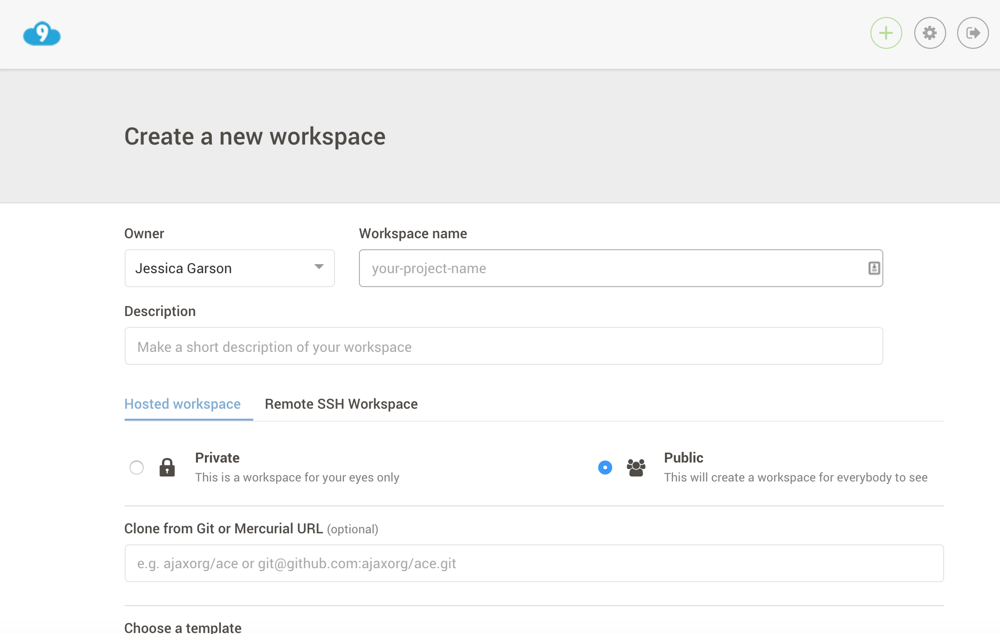 9
Create a new workspace
Owner
Workspace name
Jessica Garson
your-project-name
Description
Make a short description of your workspace
Hosted workspace
Remote SSH Workspace
Private
This is a workspace for your eyes only
Public
This will create a workspace for everybody to see
Clone from Git or Mercurial URL (optional)
e.g. ajaxorg/ace or git@github.com:ajaxorg/ace.git
Choose a template